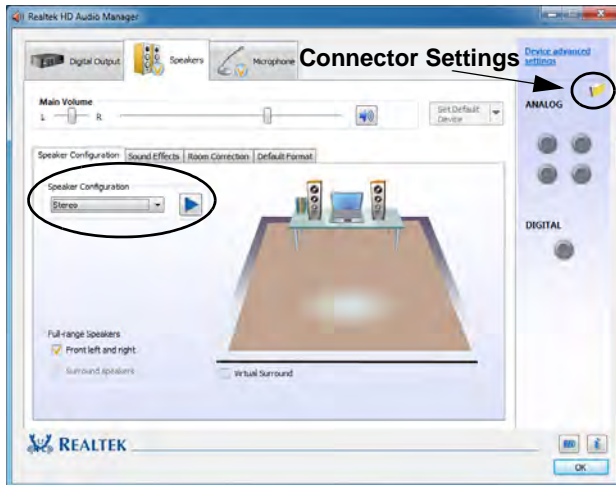 Realtek HD Audio Manager
Digital Output
Speakers
Microphone
Connector Settings
Device advanced
settings
Main Volume
L
R
Set Default
Device
ANALOG
Speaker Configuration
Sound Effects
Room Correction
Default Format
Speaker Configuration
Stereo
DIGITAL
Full-range Speakers
Front left and right
Surround speakers
Virtual Surround
REALTEK
i
OK